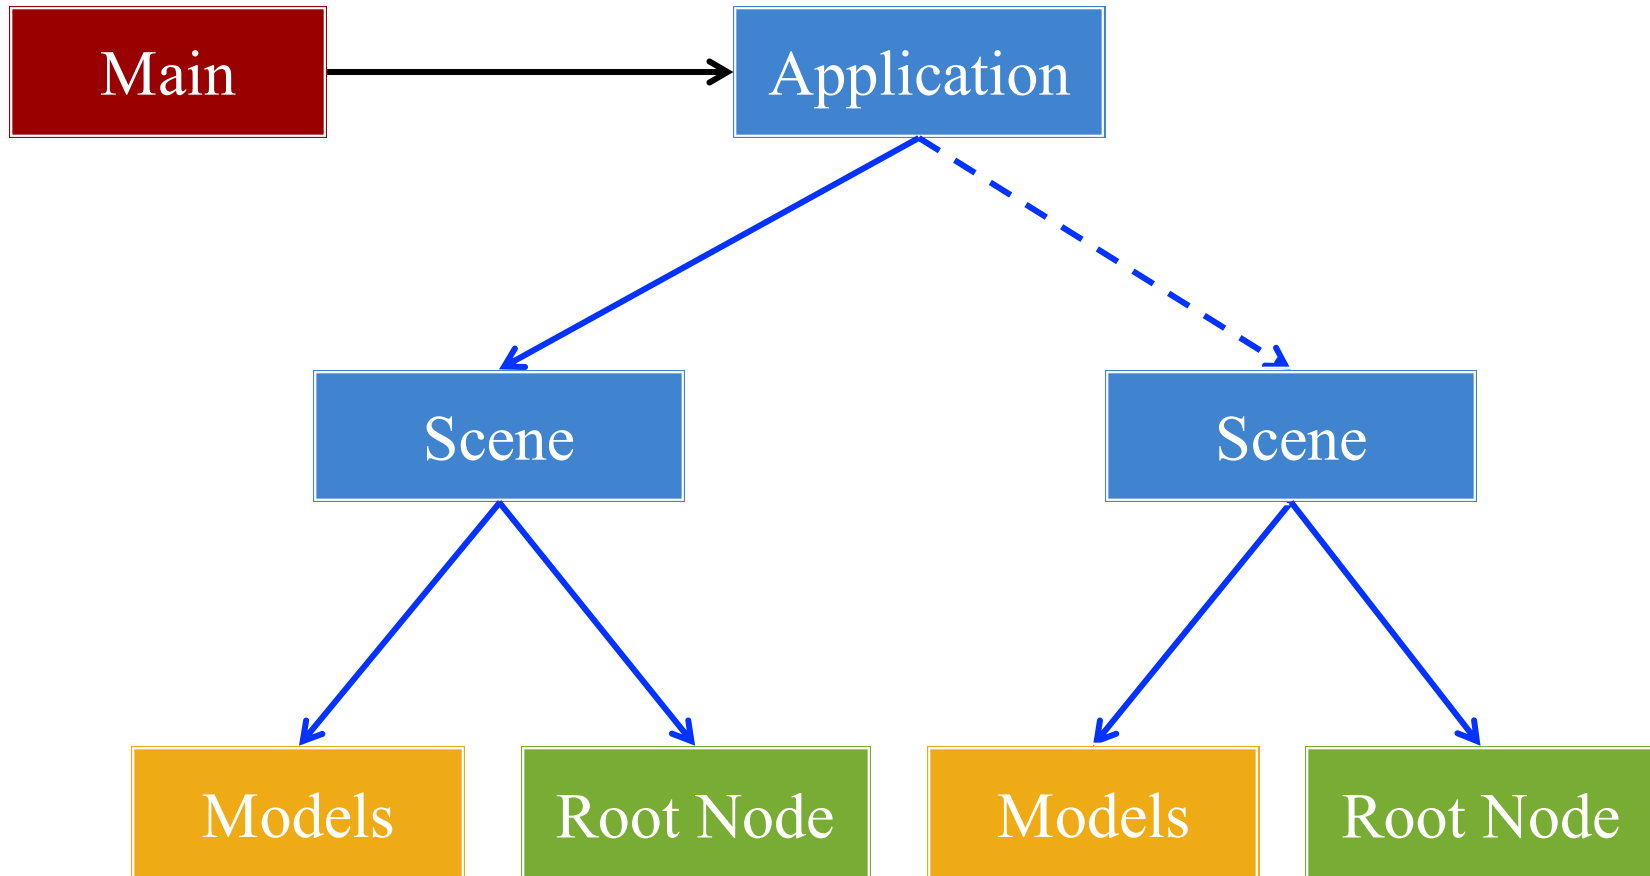 Main
Application
Scene
Scene
Models
Root Node
Models
Root Node